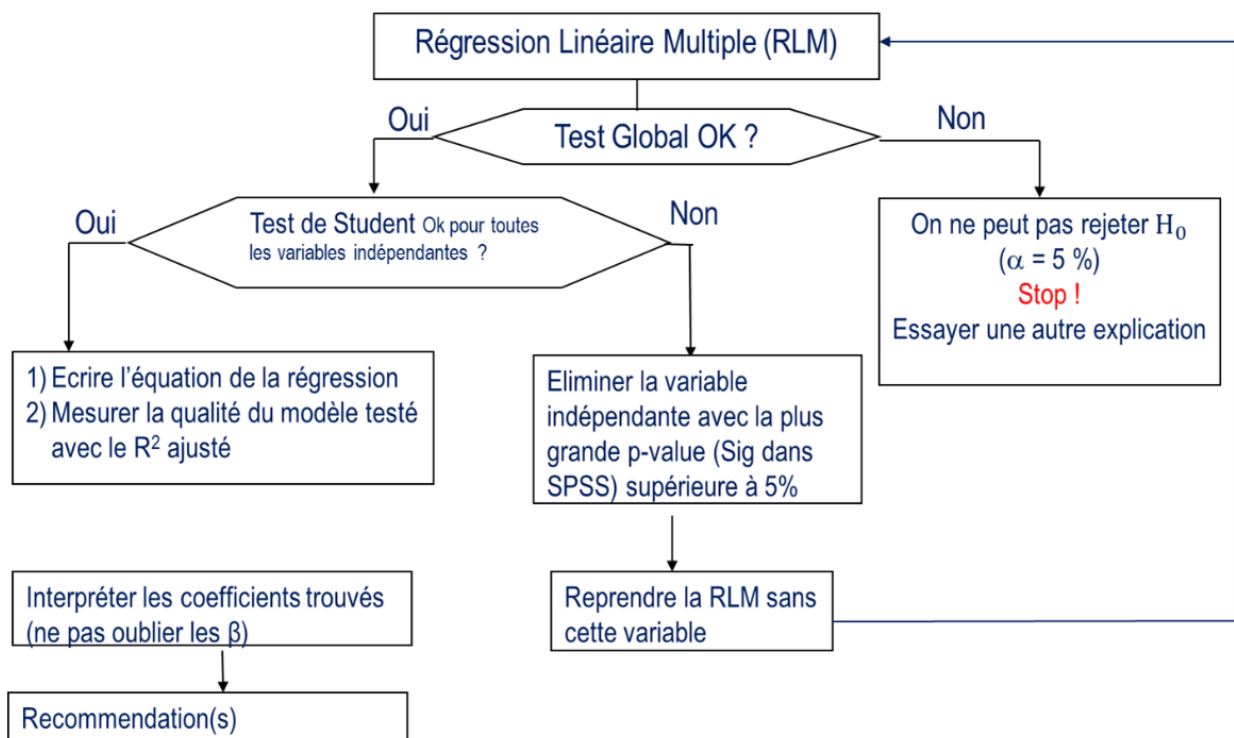 Régression Linéaire Multiple (RLM)
Oui
Test Global OK ?
Non
Oui
Test de Student Ok pour toutes
les variables indépendantes ?
Non
On ne peut pas rejeter H₀
(α = 5 %)
Stop !
Essayer une autre explication
1) Ecrire l’équation de la régression
2) Mesurer la qualité du modèle testé
avec le R² ajusté
Eliminer la variable
indépendante avec la plus
grande p-value (Sig dans
SPSS) supérieure à 5%
Interpréter les coefficients trouvés
(ne pas oublier les β)
Reprendre la RLM sans
cette variable
Recommendation(s)